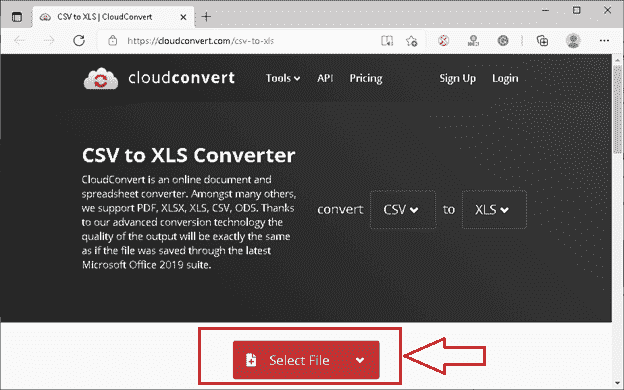 CSV to XLS | CloudConvert
https://cloudconvert.com/csv-to-xls
cloudconvert Tools API Pricing Sign Up Login
CSV to XLS Converter
CloudConvert is an online document and
spreadsheet converter. Amongst many others,
we support PDF, XLSX, XLS, CSV, ODS. Thanks
to our advanced conversion technology the
quality of the output will be exactly the same
as if the file was saved through the latest
Microsoft Office 2019 suite.
convert CSV to XLS
Select File